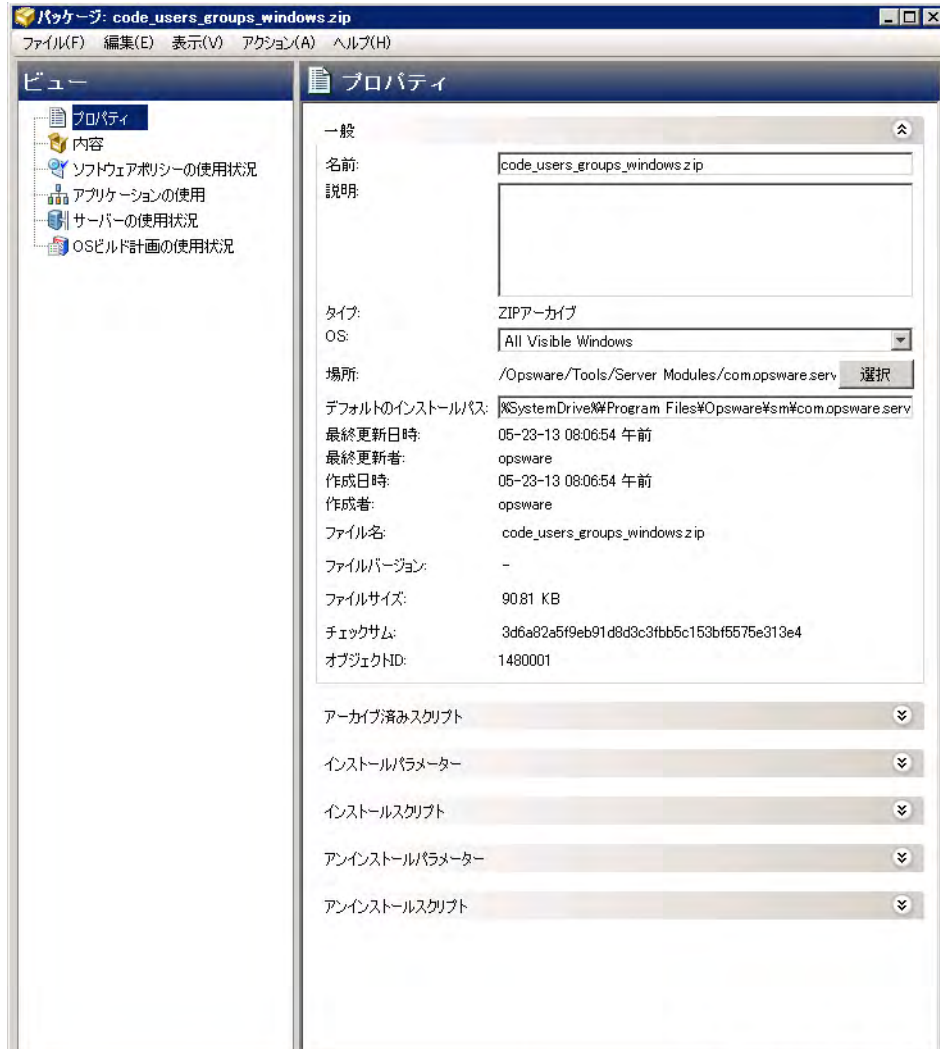 パッケージ: code_users_groups_windows.zip
ファイル(F) 編集(E) 表示(V) アクション(A) ヘルプ(H)
ビュー
プロパティ
内容
ソフトウェアポリシーの使用状況
アプリケーションの使用
サーバーの使用状況
OSビルド計画の使用状況
プロパティ
一般
名前: code_users_groups_windows.zip
説明:
タイプ: ZIPアーカイブ
OS: All Visible Windows
場所: /Opsware/Tools/Server Modules/com.opsware.serv 選択
デフォルトのインストールパス: %SystemDrive%¥Program Files¥Opsware¥sm¥com.opsware.serv
最終更新日時: 05-23-13 08:06:54 午前
最終更新者: opsware
作成日時: 05-23-13 08:06:54 午前
作成者: opsware
ファイル名: code_users_groups_windows.zip
ファイルバージョン: -
ファイルサイズ: 90.81 KB
チェックサム: 3d6a82a5f9eb91d8d3c3fbb5c153bf5575e313e4
オブジェクトID: 1480001
アーカイブ済みスクリプト
インストールパラメーター
インストールスクリプト
アンインストールパラメーター
アンインストールスクリプト